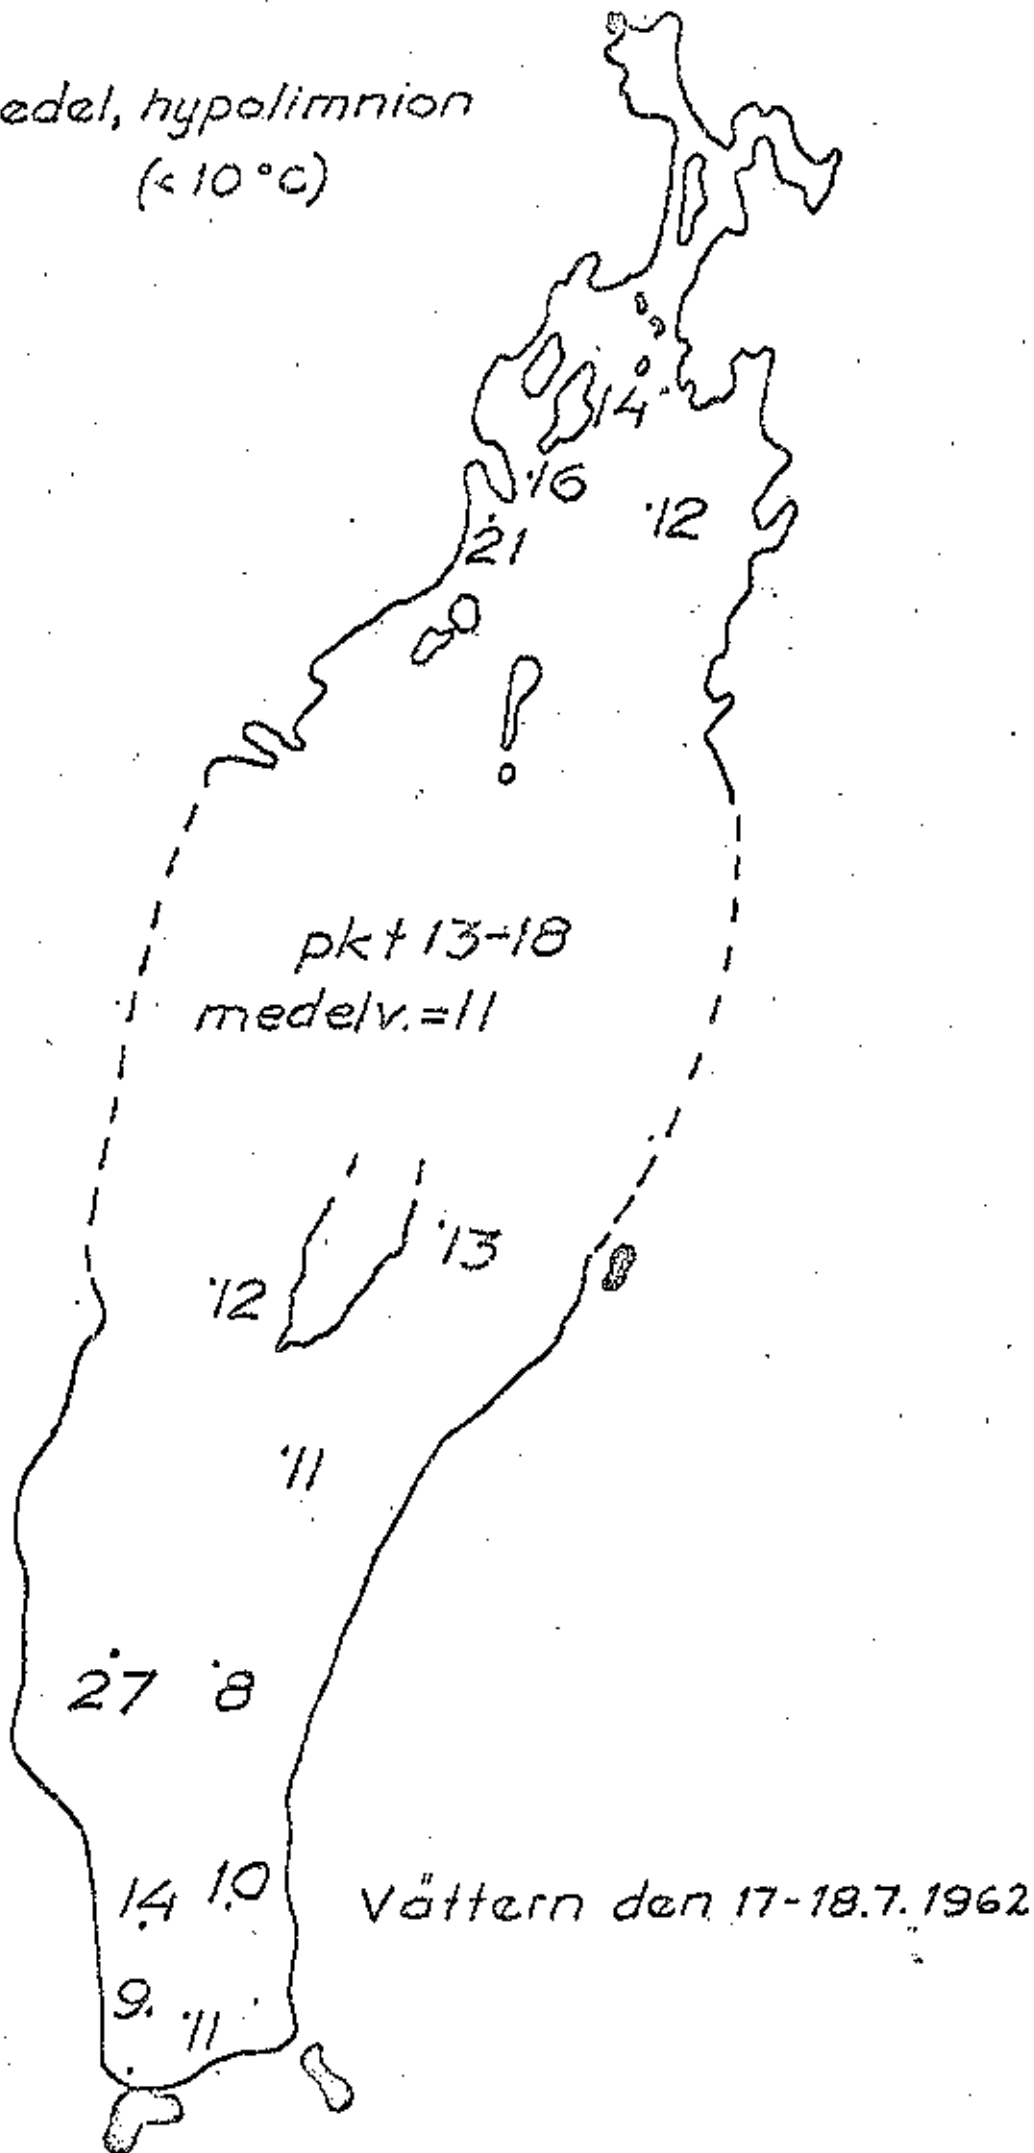 edel, hypolimnion
(<10°C)
14
16
12
21
pkt 13-18
medelv.=11
13
12
11
27 8
14 10
Vättern den 17-18.7.1962
9
11